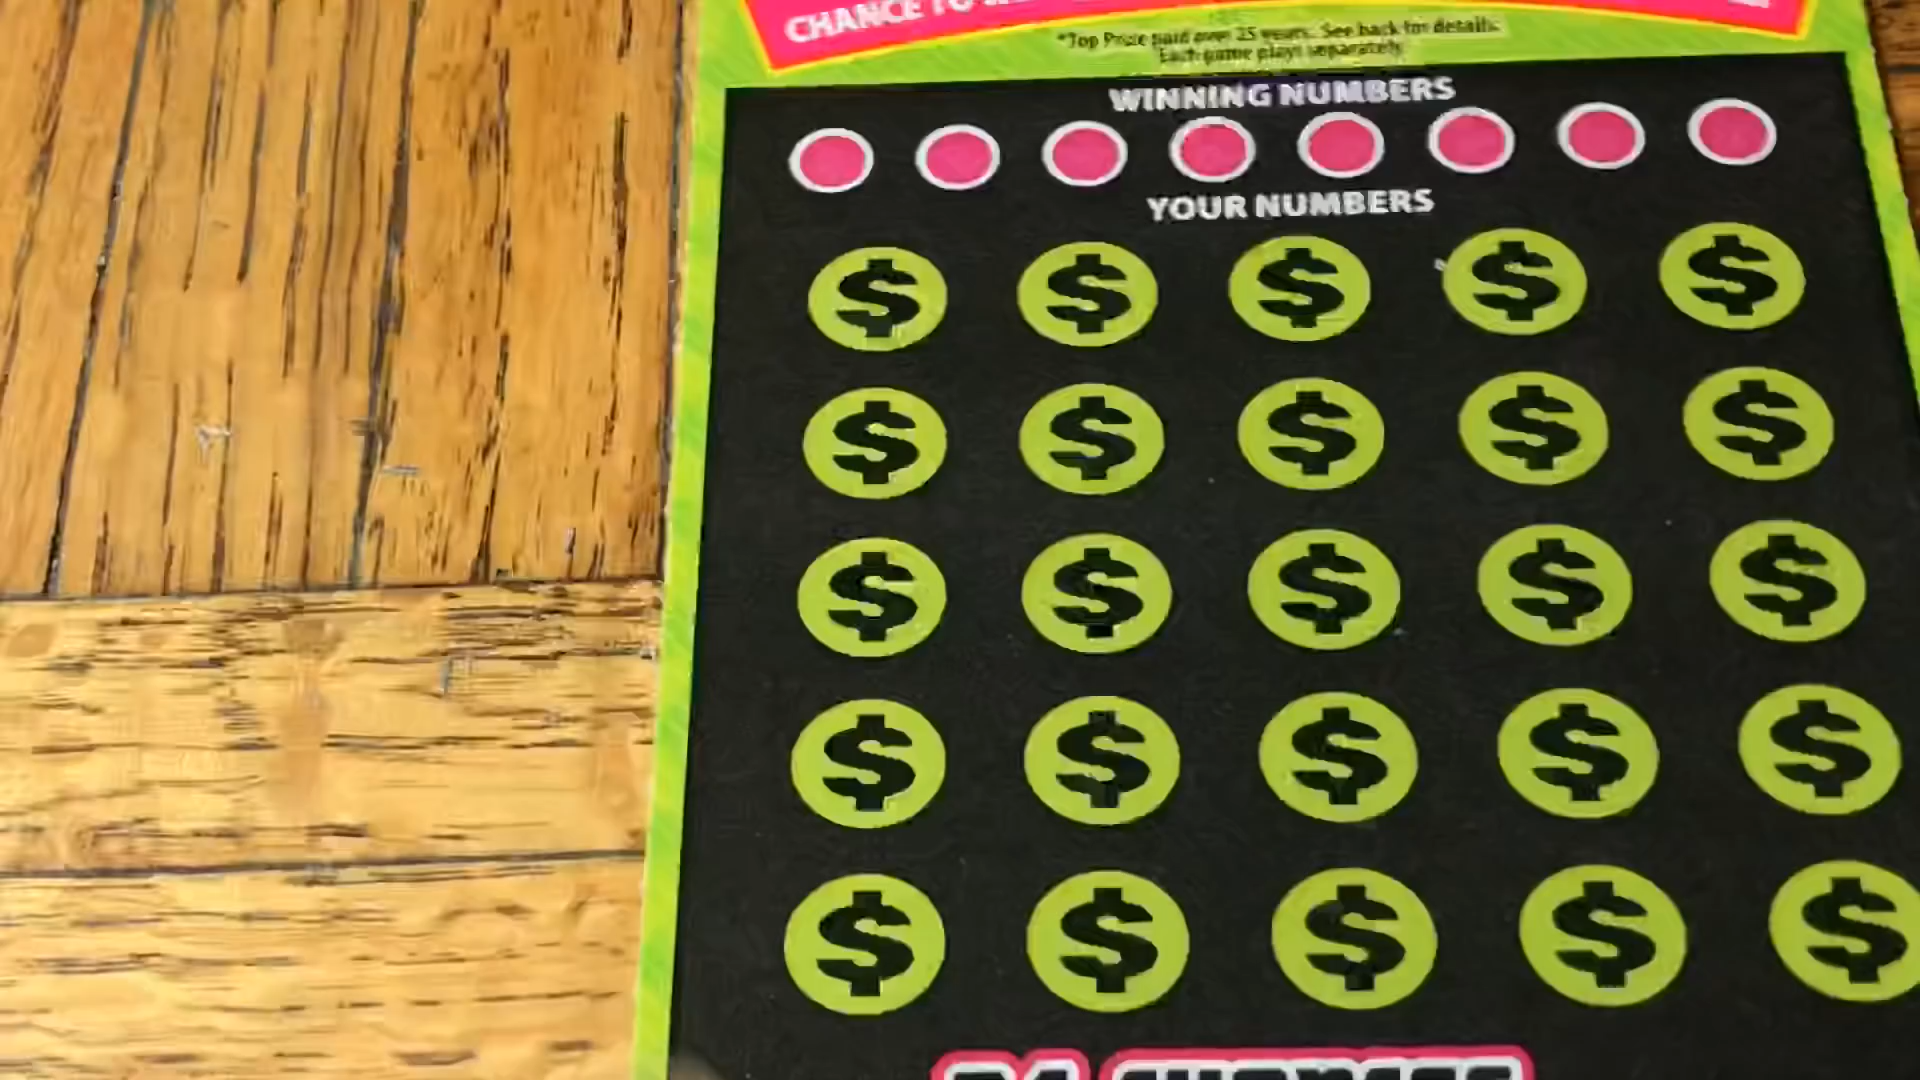 CHANCE TO
*Top Prize paid over 25 years. See back for details.
Each game plays separately.
WINNING NUMBERS
YOUR NUMBERS
$ $ $ $ $
$ $ $ $ $
$ $ $ $ $
$ $ $ $ $
$ $ $ $ $